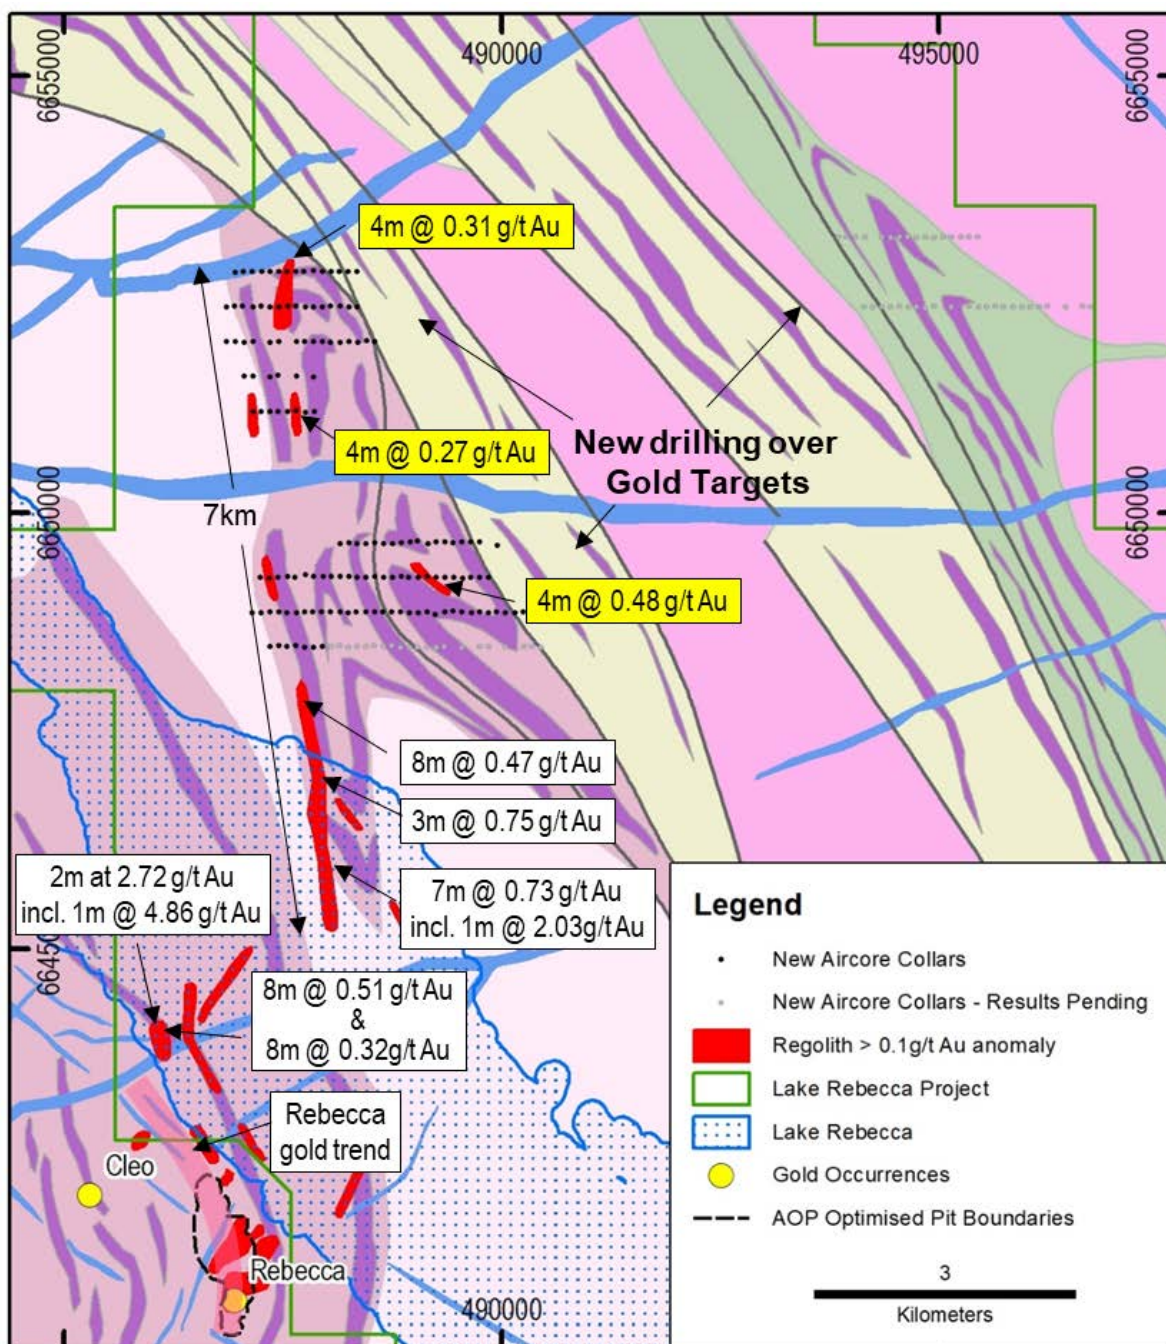 490000
495000
6655000
6655000
4m @ 0.31 g/t Au
4m @ 0.27 g/t Au
New drilling over
Gold Targets
6650000
6650000
7km
4m @ 0.48 g/t Au
8m @ 0.47 g/t Au
3m @ 0.75 g/t Au
2m at 2.72 g/t Au
incl. 1m @ 4.86 g/t Au
7m @ 0.73 g/t Au
incl. 1m @ 2.03g/t Au
8m @ 0.51 g/t Au
&
8m @ 0.32g/t Au
Rebecca
gold trend
Cleo
Rebecca
490000
Legend
New Aircore Collars
New Aircore Collars - Results Pending
Regolith > 0.1g/t Au anomaly
Lake Rebecca Project
Lake Rebecca
Gold Occurrences
AOP Optimised Pit Boundaries
3
Kilometers